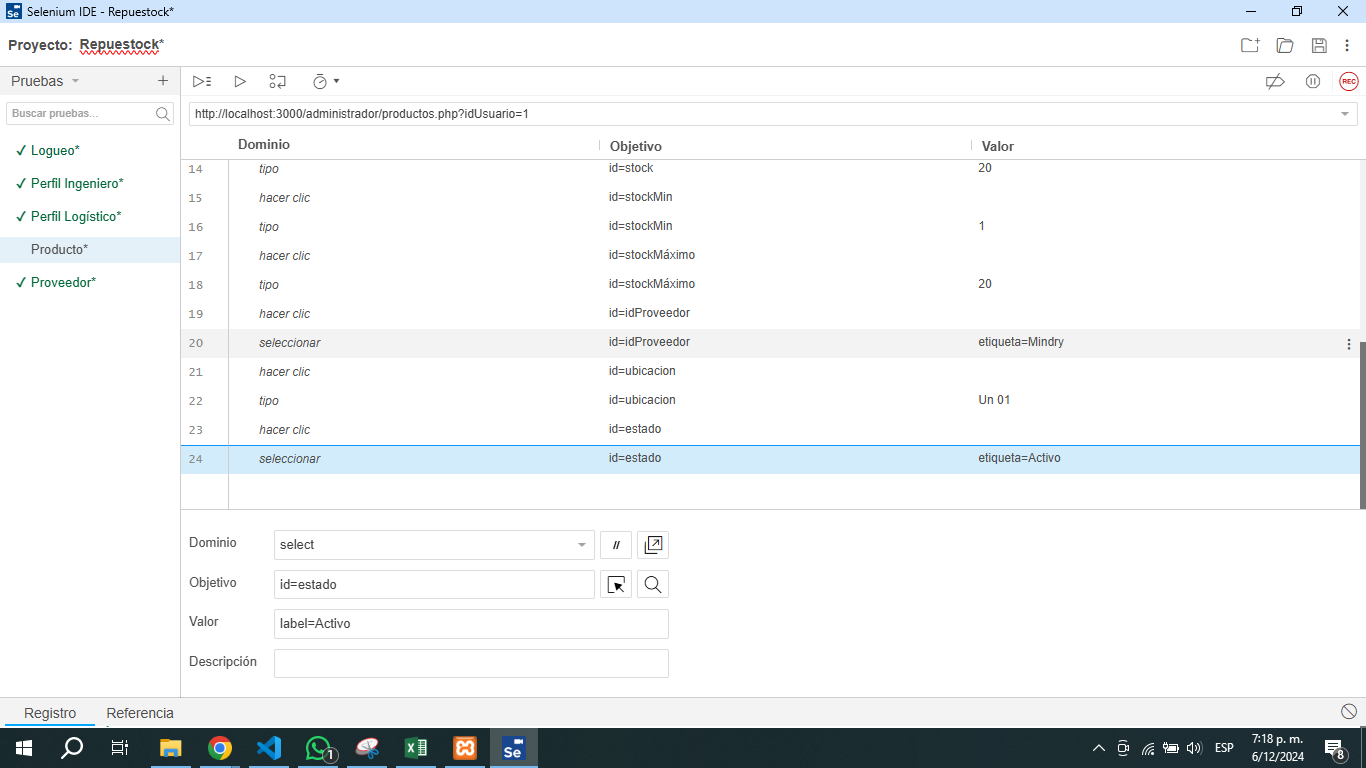 Selenium IDE - Repuestock*
Proyecto: Repuestock*
Pruebas
Buscar pruebas...
✓ Logueo*
✓ Perfil Ingeniero*
✓ Perfil Logístico*
Producto*
✓ Proveedor*
REC
http://localhost:3000/administrador/productos.php?idUsuario=1
Dominio Objetivo Valor
14 tipo id=stock 20
15 hacer clic id=stockMin
16 tipo id=stockMin 1
17 hacer clic id=stockMáximo
18 tipo id=stockMáximo 20
19 hacer clic id=idProveedor
20 seleccionar id=idProveedor etiqueta=Mindry
21 hacer clic id=ubicacion
22 tipo id=ubicacion Un 01
23 hacer clic id=estado
24 seleccionar id=estado etiqueta=Activo
Dominio select //
Objetivo id=estado
Valor label=Activo
Descripción
Registro Referencia
1
Se
ESP
7:18 p. m.
6/12/2024
8